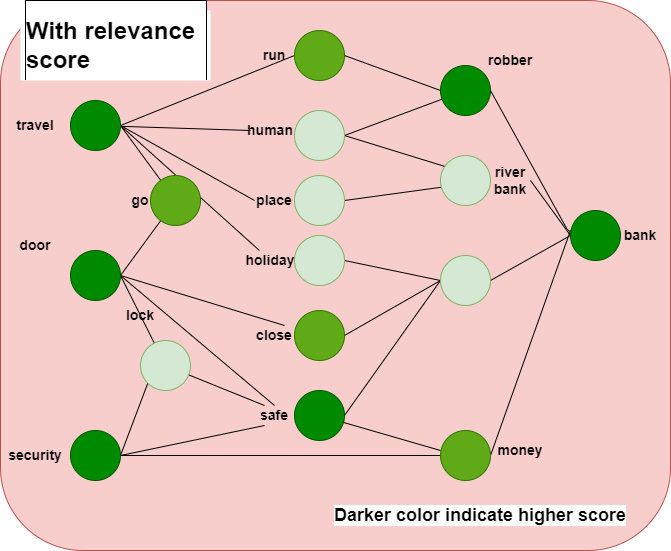 With relevance
score
run
robber
travel
human
river
bank
go
place
bank
door
holiday
lock
close
safe
security
money
Darker color indicate higher score